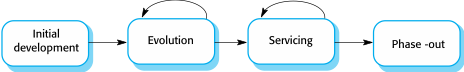 Initial
development
Evolution
Servicing
Phase -out